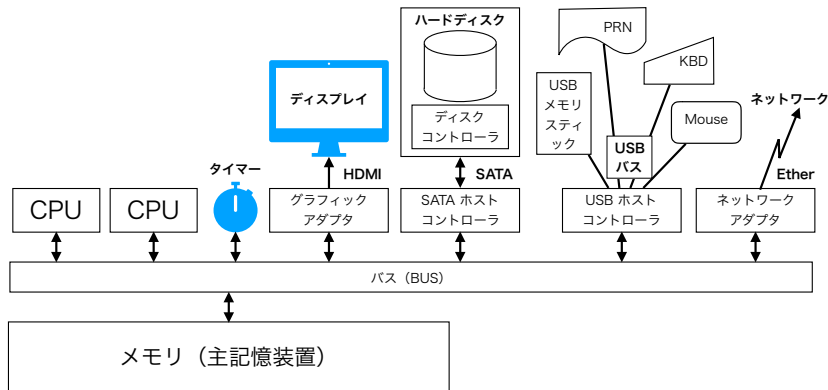 ハードディスク
PRN
KBD
ディスプレイ
USB
メモリ
スティ
ック
ネットワーク
ディスク
コントローラ
Mouse
USB
バス
タイマー
HDMI
SATA
Ether
CPU
CPU
グラフィック
アダプタ
SATA ホスト
コントローラ
USB ホスト
コントローラ
ネットワーク
アダプタ
バス（BUS）
メモリ（主記憶装置）